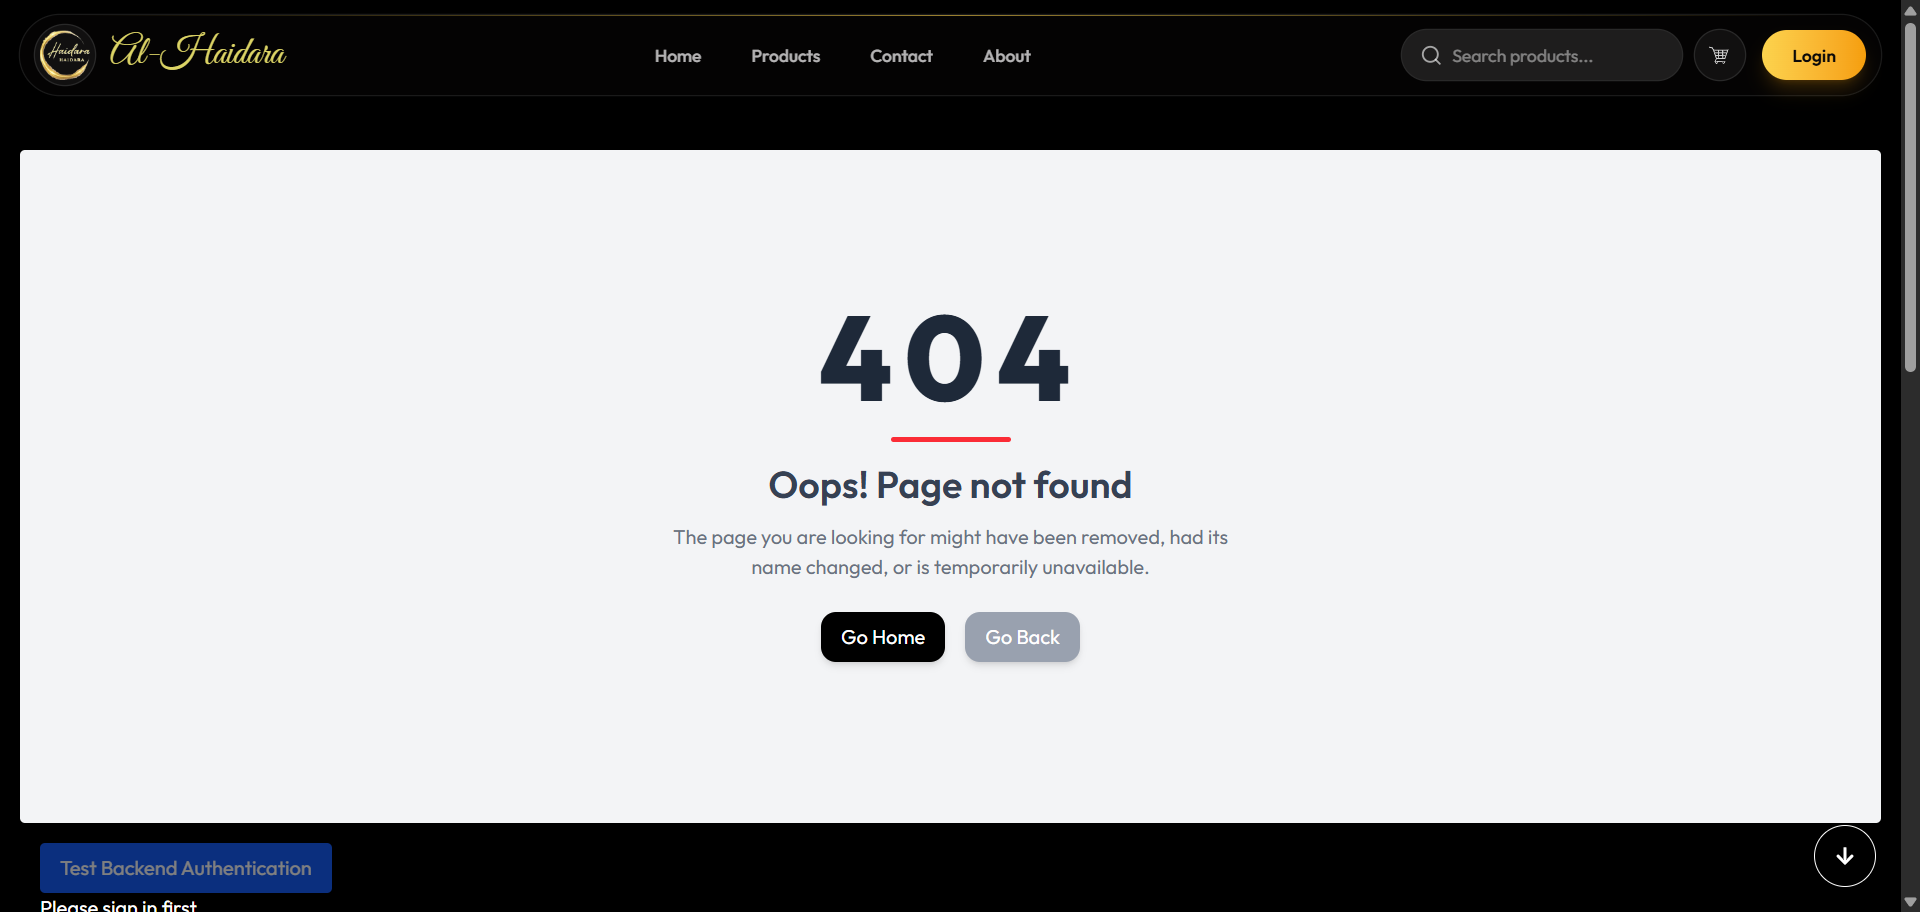 Haidara
HAIDARA
Al-Haidara
Home
Products
Contact
About
Search products...
Login
404
Oops! Page not found
The page you are looking for might have been removed, had its
name changed, or is temporarily unavailable.
Go Home
Go Back
Test Backend Authentication
Please sign in first